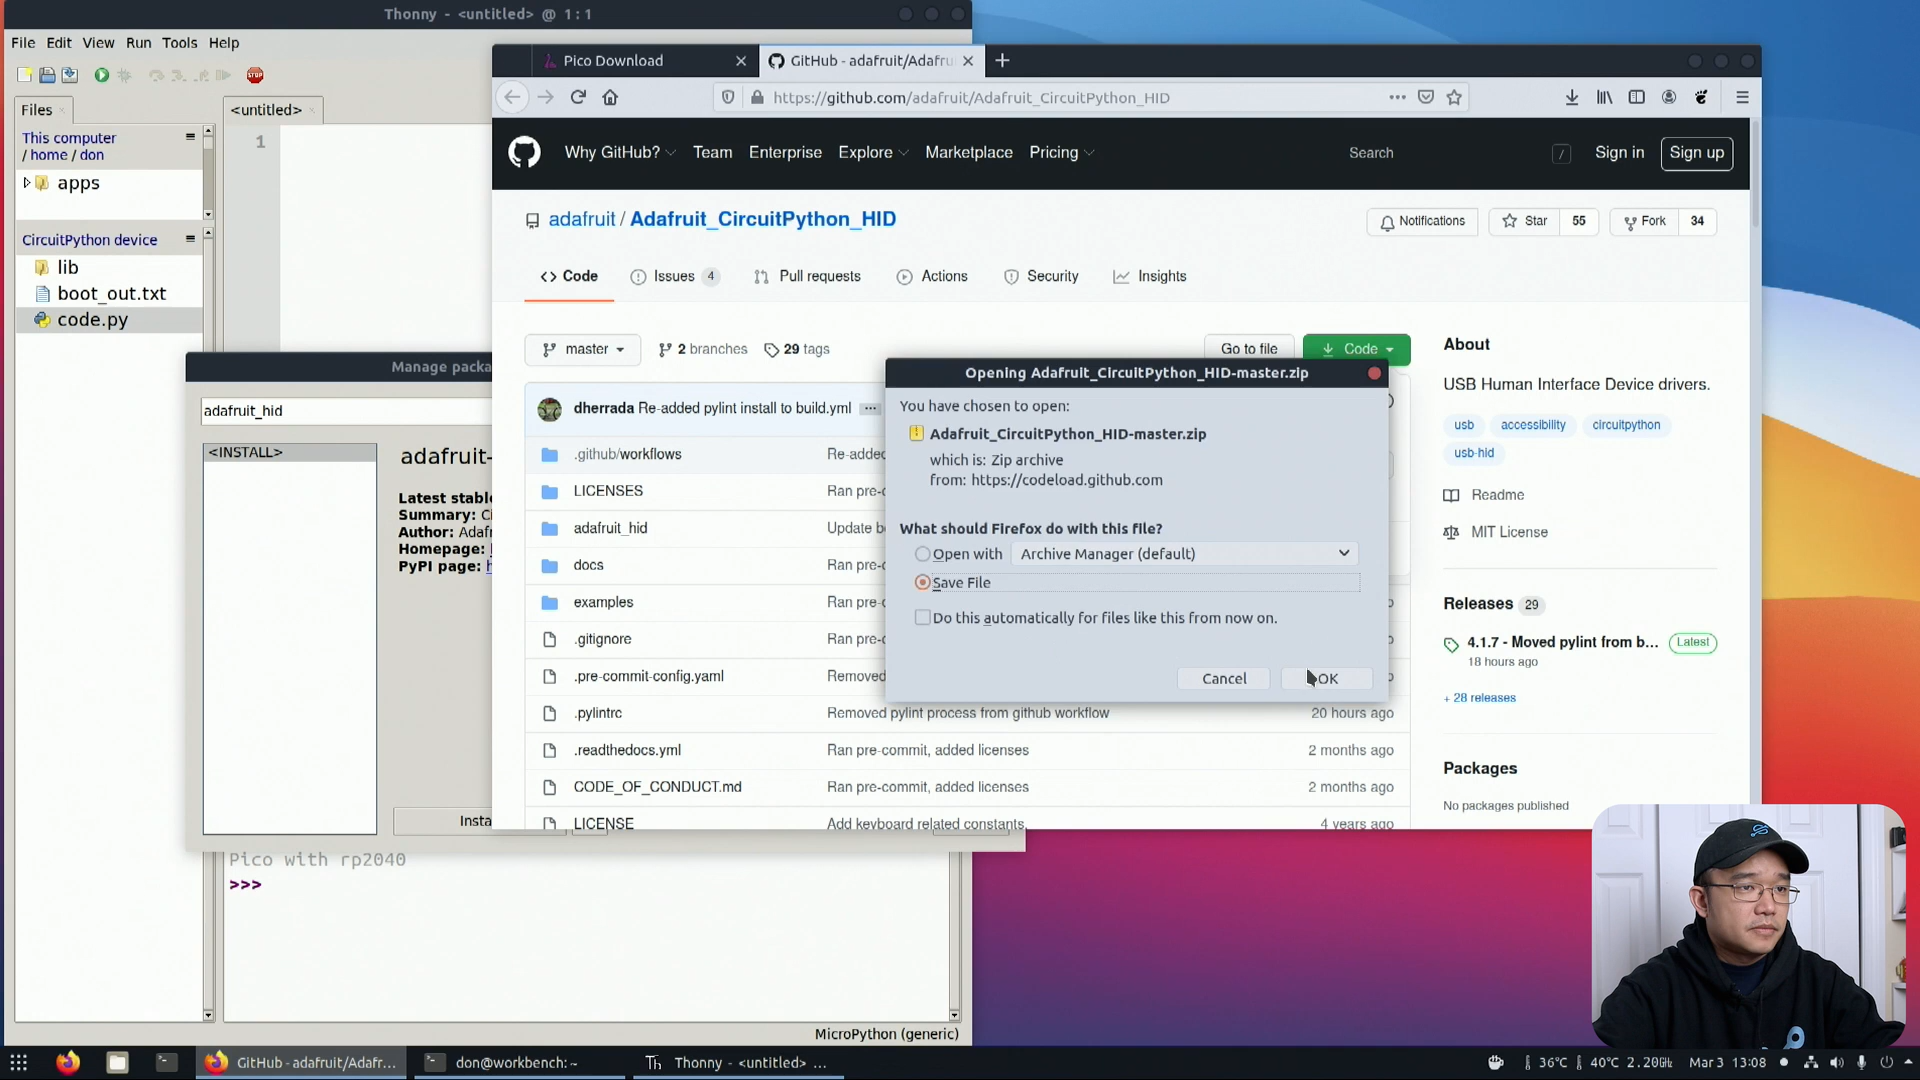 Thonny - <untitled> @ 1 : 1
File Edit View Run Tools Help
STOP
Files
This computer
/ home / don
apps
CircuitPython device
lib
boot_out.txt
code.py
<untitled>
1
Manage packa
adafruit_hid
<INSTALL>
adafruit-
Latest stable
Summary: Ci
Author: Adaf
Homepage:
PyPI page:
Insta
Pico with rp2040
>>>
MicroPython (generic)
Pico Download
GitHub - adafruit/Adafru
https://github.com/adafruit/Adafruit_CircuitPython_HID
Why GitHub? Team Enterprise Explore Marketplace Pricing
Search
/
Sign in
Sign up
adafruit / Adafruit_CircuitPython_HID
Notifications
Star 55
Fork 34
Code
Issues 4
Pull requests
Actions
Security
Insights
master
2 branches
29 tags
Go to file
Code
dherrada Re-added pylint install to build.yml ...
.github/workflows Re-adde
LICENSES Ran pre-c
adafruit_hid Update be
docs Ran pre-c
examples Ran pre-c
.gitignore Ran pre-c
.pre-commit-config.yaml Removed
.pylintrc Removed pylint process from github workflow 20 hours ago
.readthedocs.yml Ran pre-commit, added licenses 2 months ago
CODE_OF_CONDUCT.md Ran pre-commit, added licenses 2 months ago
LICENSE Add keyboard related constants. 4 years ago
About
USB Human Interface Device drivers.
usb accessibility circuitpython
usb-hid
Readme
MIT License
Releases 29
4.1.7 - Moved pylint from b... Latest
18 hours ago
+ 28 releases
Packages
No packages published
Opening Adafruit_CircuitPython_HID-master.zip
You have chosen to open:
Adafruit_CircuitPython_HID-master.zip
which is: Zip archive
from: https://codeload.github.com
What should Firefox do with this file?
Open with Archive Manager (default)
Save File
Do this automatically for files like this from now on.
Cancel
OK
GitHub - adafruit/Adafr...
don@workbench: ~
Th Thonny - <untitled> ...
36°C 40°C 2.20GHz Mar 3 13:08